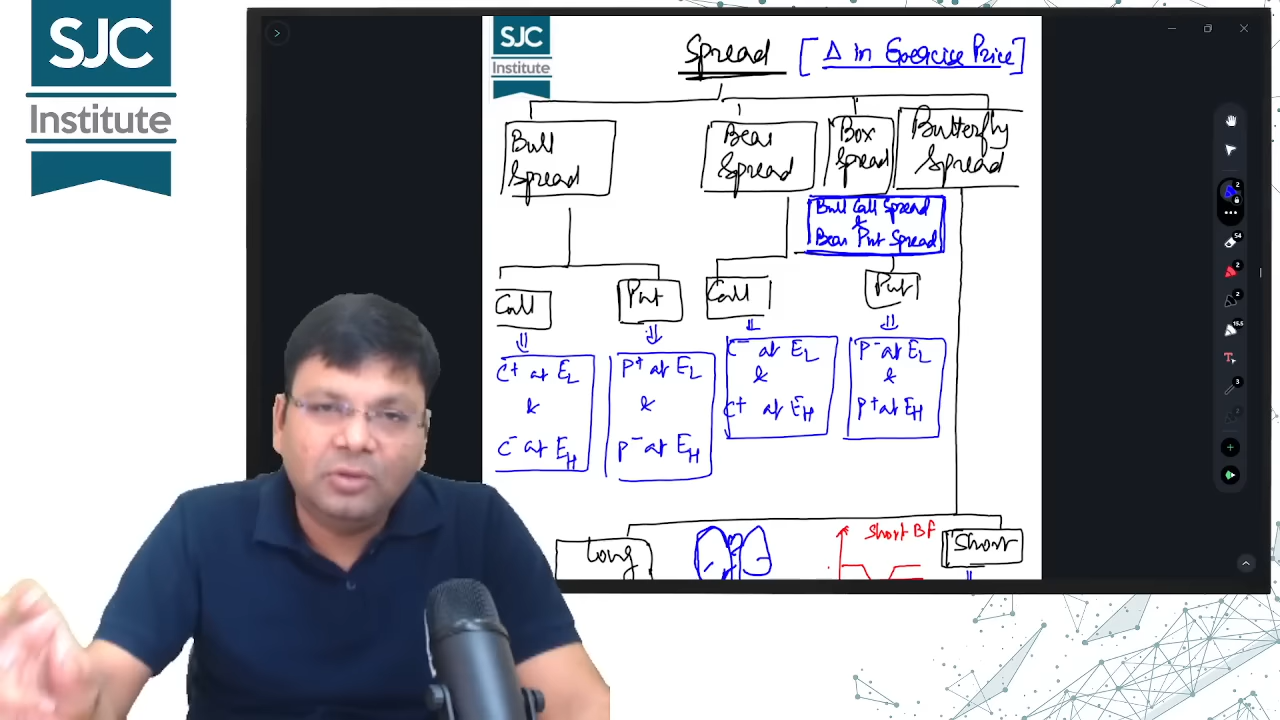 SJC
Institute
SJC
Institute
Spread [Δ in Exercise Price]
Bull
Spread
Bear
Spread
Box
Spread
Butterfly
Spread
Bull Call Spread
&
Bear Put Spread
Call
Put
Call
Put
C+ at EL
&
C- at EH
P+ at EL
&
P- at EH
C- at EL
&
C+ at EH
P- at EL
&
P+ at EH
Long
Short BF
Short